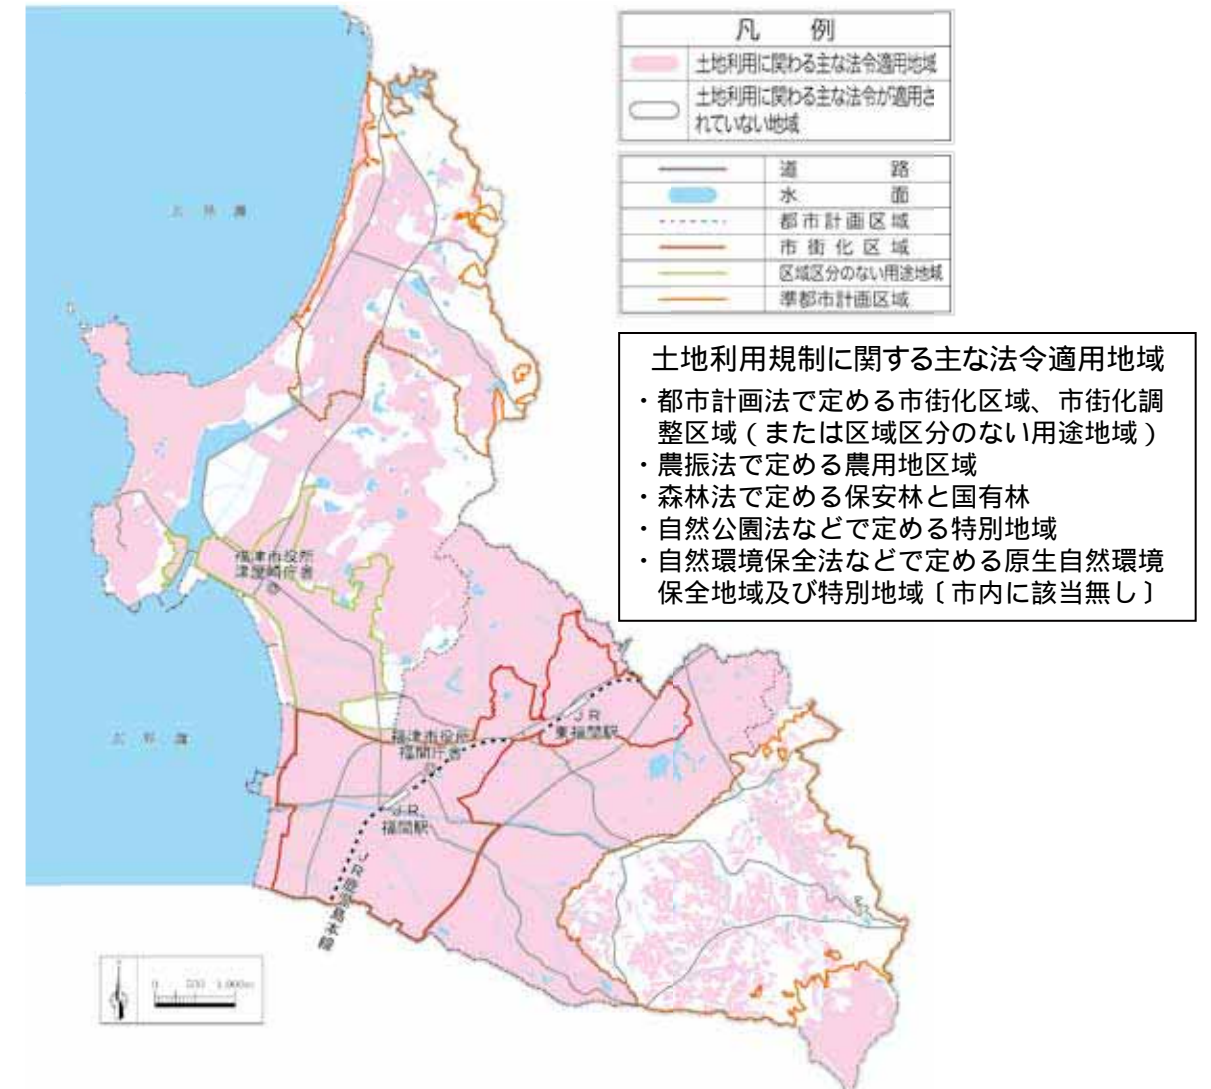 凡 例
土地利用に関わる主な法令適用地域
土地利用に関わる主な法令が適用さ
れていない地域
道 路
水 面
都市計画区域
市街化区域
区域区分のない用途地域
準都市計画区域
土地利用規制に関する主な法令適用地域
・都市計画法で定める市街化区域、市街化調
整区域（または区域区分のない用途地域）
・農振法で定める農用地区域
・森林法で定める保安林と国有林
・自然公園法などで定める特別地域
・自然環境保全法などで定める原生自然環境
保全地域及び特別地域〔市内に該当無し〕
福津市役所
津屋崎庁舎
JR
東福間駅
福津市役所
福間庁舎
JR
福間駅
JR鹿児島本線
0 500 1,000m